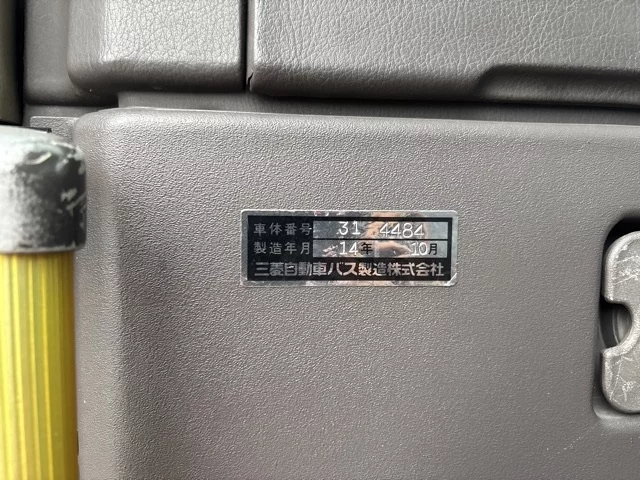 車体番号 31 4484
製造年月 14年 10月
三菱自動車バス製造株式会社